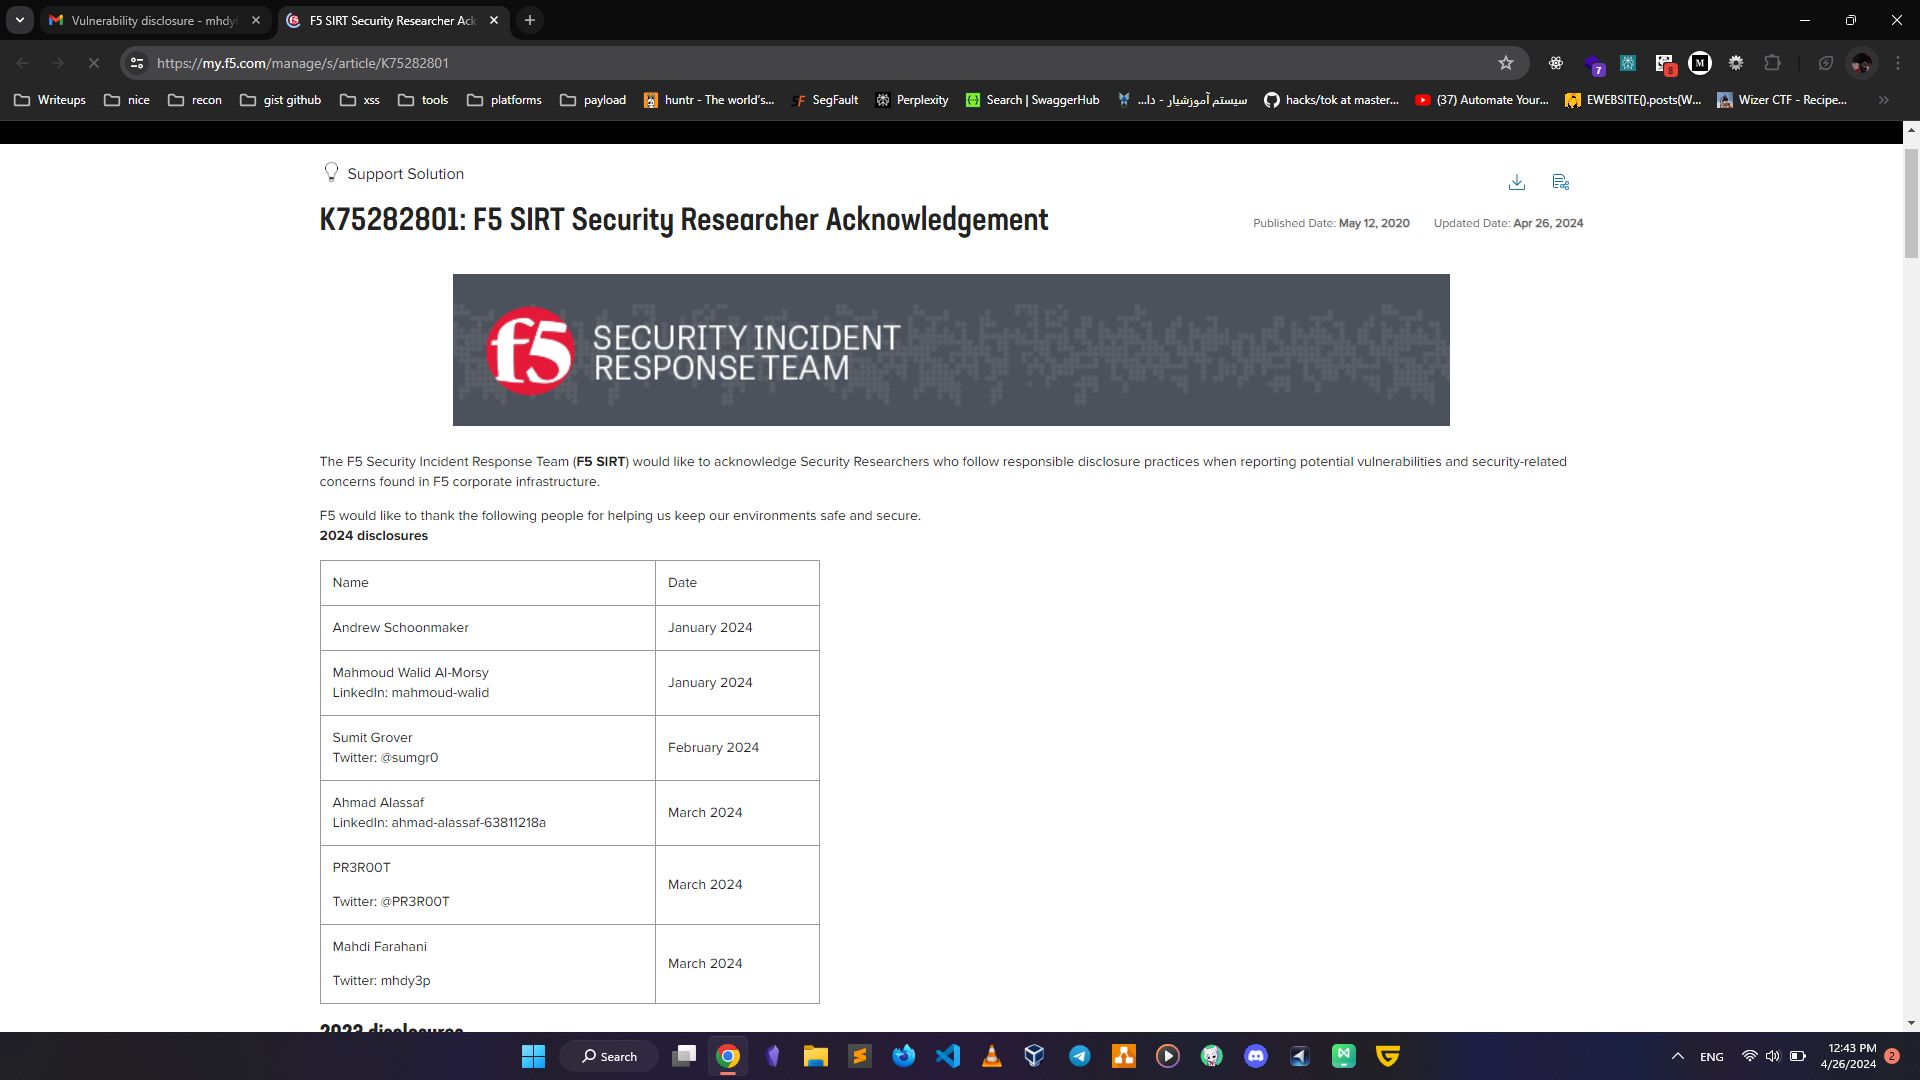 Vulnerability disclosure - mhdy
F5 SIRT Security Researcher Ack
https://my.f5.com/manage/s/article/K75282801
7
8
M
Writeups
nice
recon
gist github
xss
tools
platforms
payload
huntr - The world's...
SegFault
Perplexity
Search | SwaggerHub
سیستم آموزشیار - دا...
hacks/tok at master...
(37) Automate Your...
EWEBSITE().posts(W...
Wizer CTF - Recipe...
Support Solution
K75282801: F5 SIRT Security Researcher Acknowledgement
Published Date: May 12, 2020
Updated Date: Apr 26, 2024
f5 SECURITY INCIDENT
RESPONSE TEAM
The F5 Security Incident Response Team (F5 SIRT) would like to acknowledge Security Researchers who follow responsible disclosure practices when reporting potential vulnerabilities and security-related
concerns found in F5 corporate infrastructure.
F5 would like to thank the following people for helping us keep our environments safe and secure.
2024 disclosures
Name Date
Andrew Schoonmaker January 2024
Mahmoud Walid Al-Morsy
LinkedIn: mahmoud-walid
January 2024
Sumit Grover
Twitter: @sumgr0
February 2024
Ahmad Alassaf
LinkedIn: ahmad-alassaf-63811218a
March 2024
PR3R00T
Twitter: @PR3R00T
March 2024
Mahdi Farahani
Twitter: mhdy3p
March 2024
2023 disclosures
Search
ENG
12:43 PM
4/26/2024
2